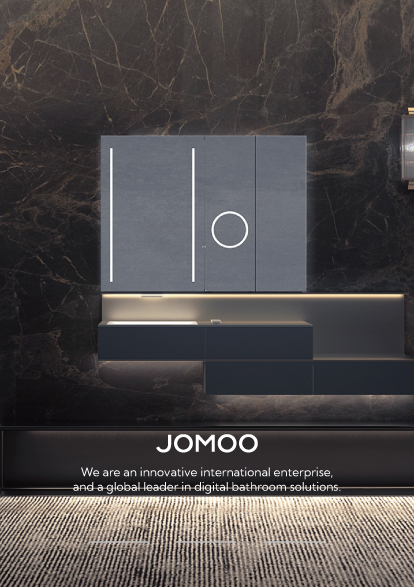 JOMOO
We are an innovative international enterprise,
and a global leader in digital bathroom solutions.